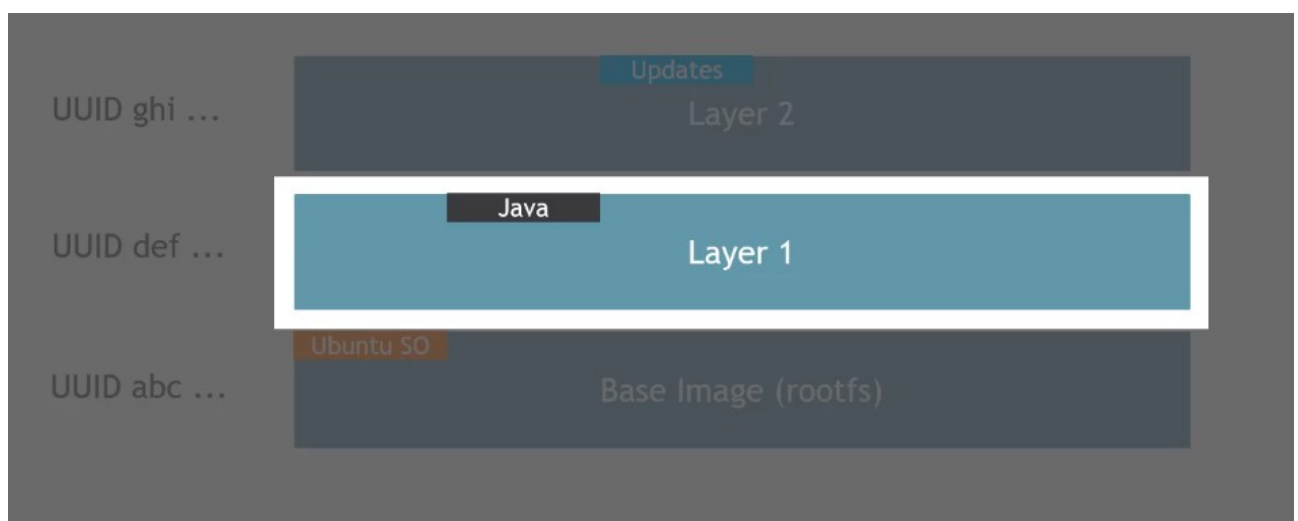 Updates
UUID ghi ...
Layer 2
Java
UUID def ...
Layer 1
Ubuntu SO
UUID abc ...
Base Image (rootfs)